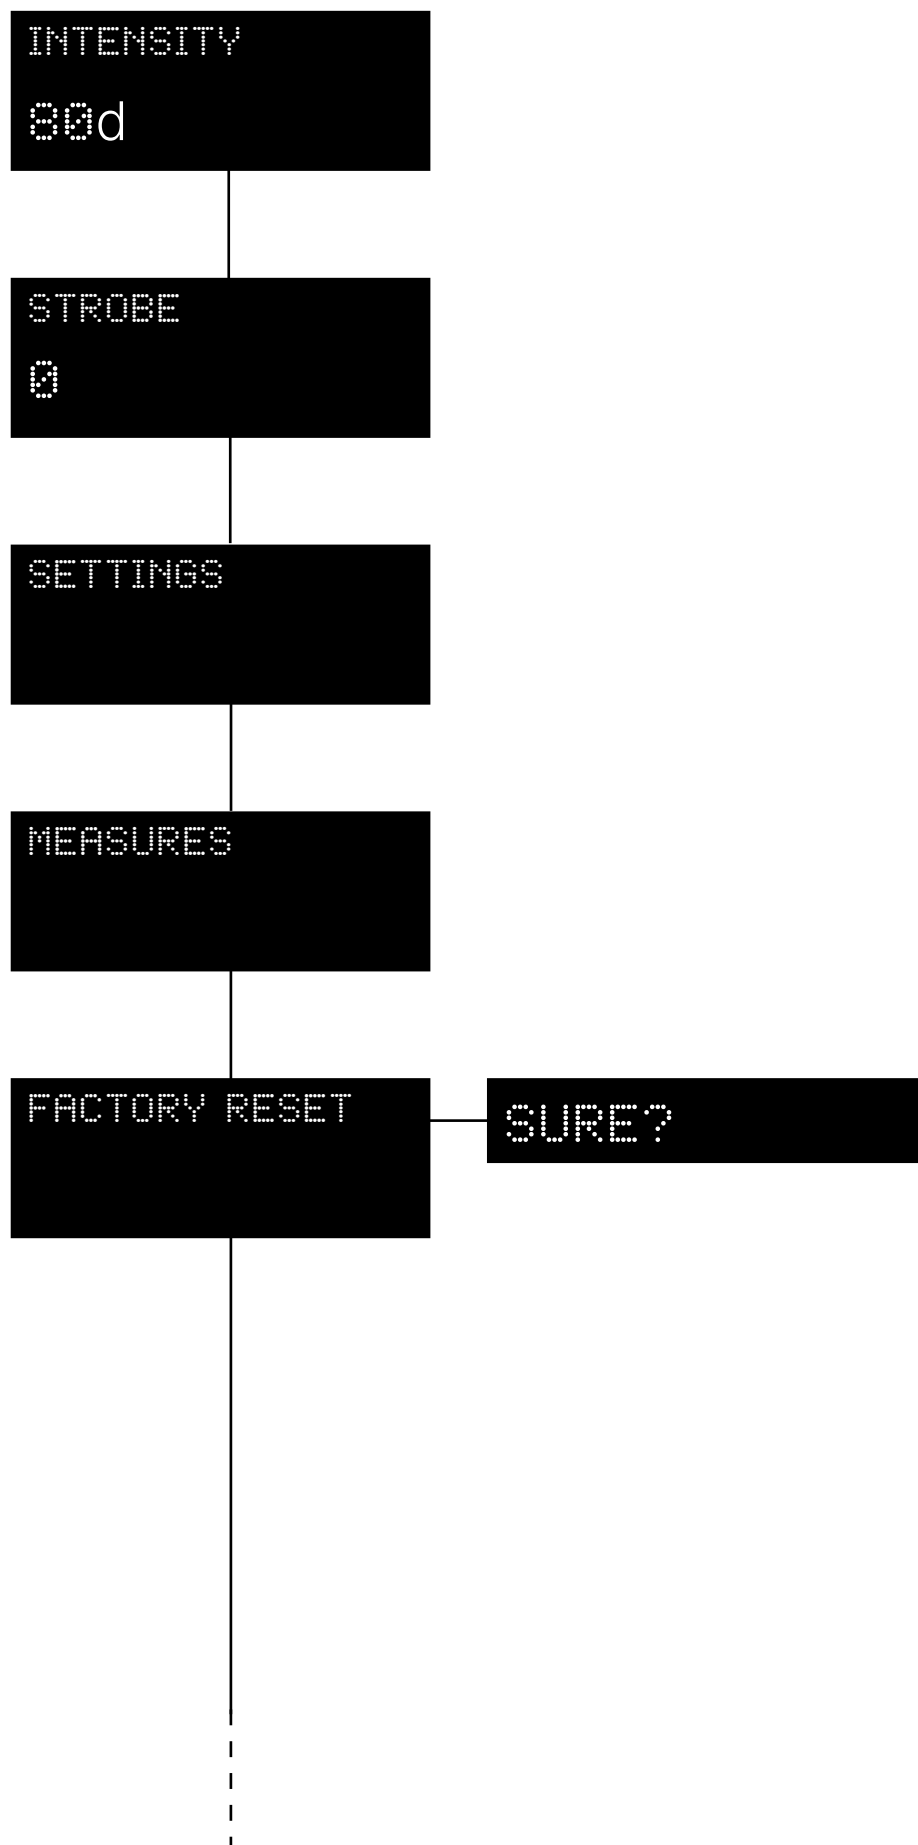 INTENSITY
80d
STROBE
0
SETTINGS
MEASURES
FACTORY RESET
SURE?